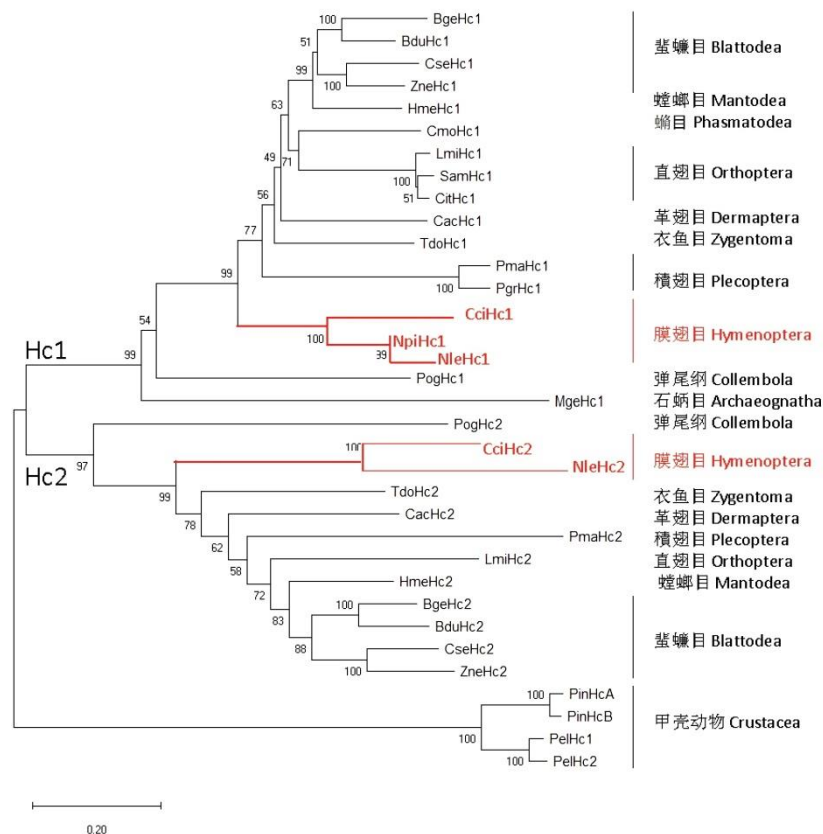 100 BgeHc1
51 BduHc1 蜚蠊目 Blattodea
99 CseHc1
100 ZneHc1
63 HmeHc1 螳螂目 Mantodea
CmoHc1 䗛目 Phasmatodea
49 71 LmiHc1
100 SamHc1 直翅目 Orthoptera
56 51 CitHc1
CacHc1 革翅目 Dermaptera
77 TdoHc1 衣鱼目 Zygentoma
PmaHc1
99 100 PgrHc1 襀翅目 Plecoptera
CciHc1
54 100 NpiHc1 膜翅目 Hymenoptera
Hc1 39 NleHc1
99 PogHc1 弹尾纲 Collembola
MgeHc1 石蛃目 Archaeognatha
PogHc2 弹尾纲 Collembola
97 100 CciHc2
Hc2 NleHc2 膜翅目 Hymenoptera
99 TdoHc2 衣鱼目 Zygentoma
78 CacHc2 革翅目 Dermaptera
62 PmaHc2 襀翅目 Plecoptera
58 LmiHc2 直翅目 Orthoptera
72 HmeHc2 螳螂目 Mantodea
83 100 BgeHc2
BduHc2 蜚蠊目 Blattodea
88 CseHc2
100 ZneHc2
100 PinHcA
PinHcB 甲壳动物 Crustacea
100 PelHc1
100 PelHc2
0.20